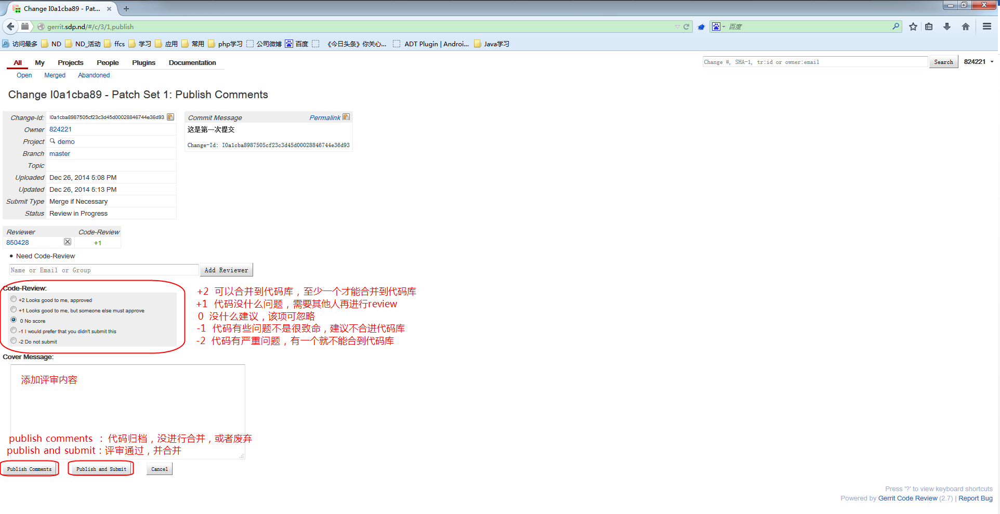 Change I0a1cba89 - Pat...
gerrit.sdp.nd/#/c/3/1,publish
百度
访问最多 ND ND_活动 ffcs 学习 应用 常用 php学习 公司微博 百度 《今日头条》你关心... ADT Plugin | Androi... Java学习
All My Projects People Plugins Documentation
Change #, SHA-1, tr:id or owner:email Search 824221
Open Merged Abandoned
Change I0a1cba89 - Patch Set 1: Publish Comments
Change-Id: I0a1cba8987505cf23c3d45d00028846744e36d93
Owner 824221
Project demo
Branch master
Topic
Uploaded Dec 26, 2014 5:08 PM
Updated Dec 26, 2014 5:13 PM
Submit Type Merge if Necessary
Status Review in Progress
Commit Message Permalink
这是第一次提交
Change-Id: I0a1cba8987505cf23c3d45d00028846744e36d93
Reviewer Code-Review
850428 +1
Need Code-Review
Name or Email or Group Add Reviewer
Code-Review:
+2 Looks good to me, approved
+1 Looks good to me, but someone else must approve
0 No score
-1 I would prefer that you didn't submit this
-2 Do not submit
+2 可以合并到代码库，至少一个才能合并到代码库
+1 代码没什么问题，需要其他人再进行review
0 没什么建议，该项可忽略
-1 代码有些问题不是很致命，建议不合进代码库
-2 代码有严重问题，有一个就不能合到代码库
Cover Message:
添加评审内容
publish comments ： 代码归档，没进行合并，或者废弃
publish and submit：评审通过，并合并
Publish Comments Publish and Submit Cancel
Press '?' to view keyboard shortcuts
Powered by Gerrit Code Review (2.7) | Report Bug